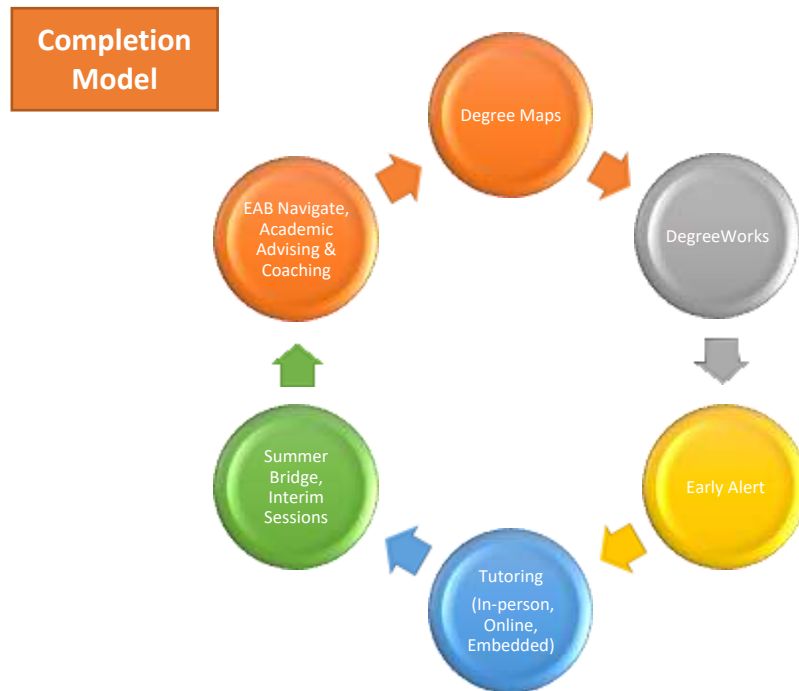 Completion
Model
Degree Maps
DegreeWorks
Early Alert
Tutoring
(In-person,
Online,
Embedded)
Summer
Bridge,
Interim
Sessions
EAB Navigate,
Academic
Advising &
Coaching